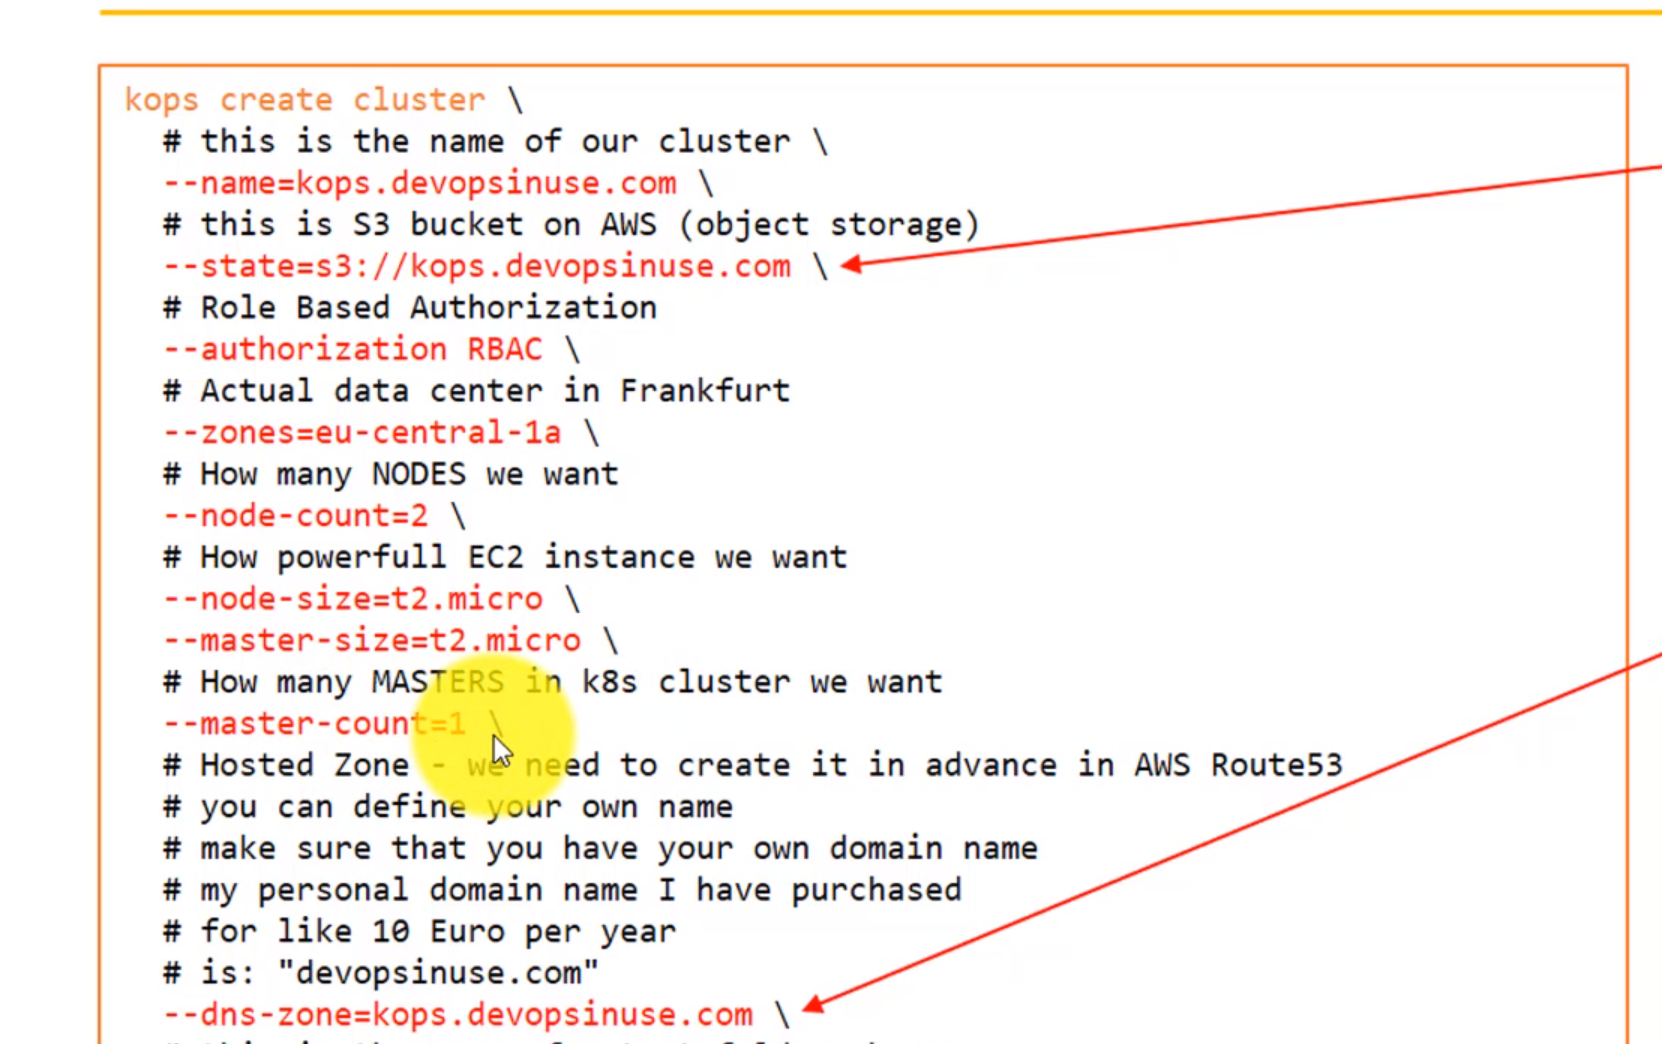 kops create cluster \
# this is the name of our cluster \
--name=kops.devopsinuse.com \
# this is S3 bucket on AWS (object storage)
--state=s3://kops.devopsinuse.com \
# Role Based Authorization
--authorization RBAC \
# Actual data center in Frankfurt
--zones=eu-central-1a \
# How many NODES we want
--node-count=2 \
# How powerfull EC2 instance we want
--node-size=t2.micro \
--master-size=t2.micro \
# How many MASTERS in k8s cluster we want
--master-count=1 \
# Hosted Zone - we need to create it in advance in AWS Route53
# you can define your own name
# make sure that you have your own domain name
# my personal domain name I have purchased
# for like 10 Euro per year
# is: "devopsinuse.com"
--dns-zone=kops.devopsinuse.com \